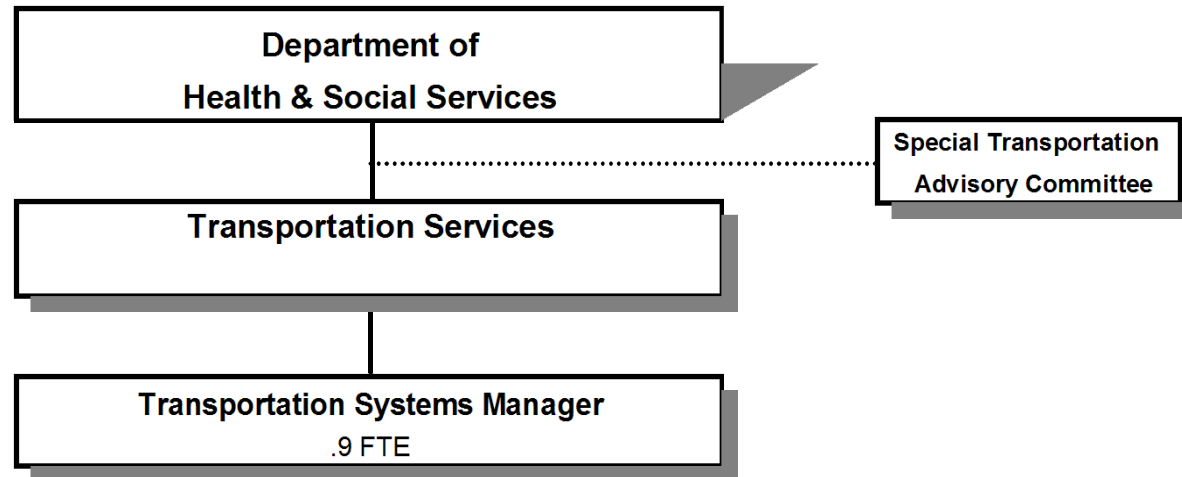 Department of
Health & Social Services
Special Transportation
Advisory Committee
Transportation Services
Transportation Systems Manager
.9 FTE